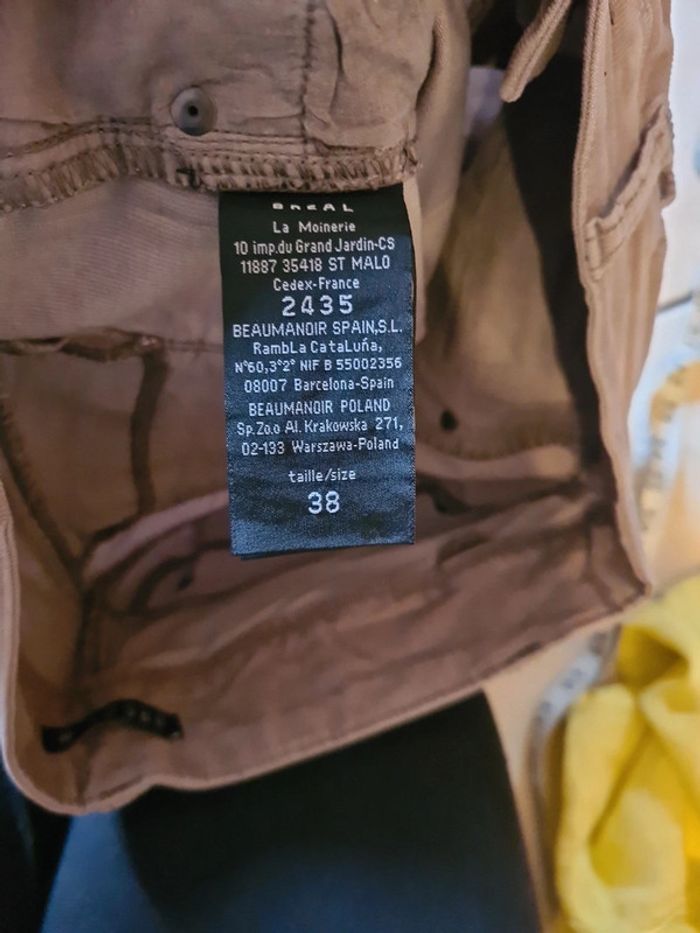 BREAL
La Moinerie
10 imp.du Grand Jardin-CS
11887 35418 ST MALO
Cedex-France
2435
BEAUMANOIR SPAIN,S.L.
RambLa CataLuña,
N°60,3°2° NIF B 55002356
08007 Barcelona-Spain
BEAUMANOIR POLAND
Sp.Zo.o Al. Krakowska 271,
02-133 Warszawa-Poland
taille/size
38